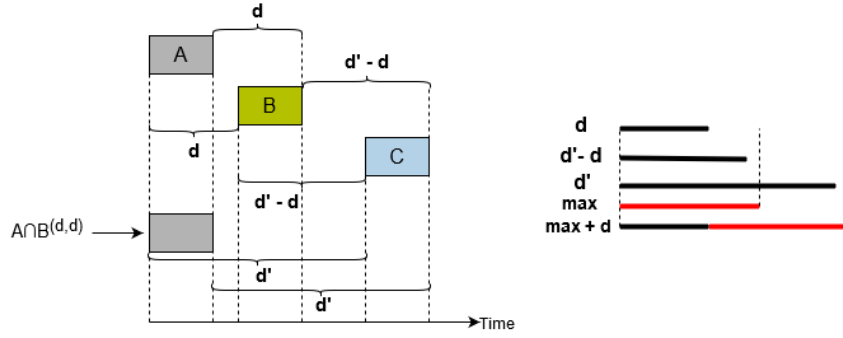 d
A
d' - d
B
d
C
d' - d
A∩B(d,d)
d'
d'
Time
d
d'- d
d'
max
max + d